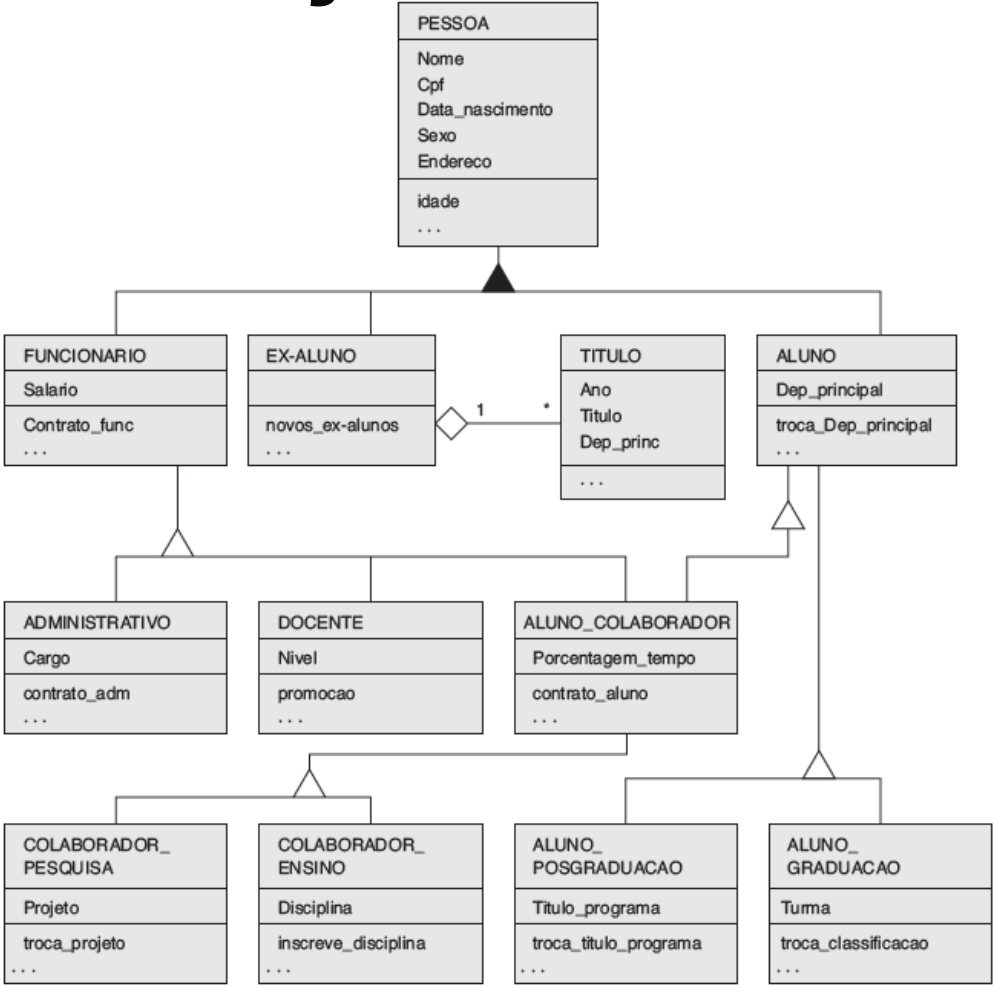 PESSOA
Nome
Cpf
Data_nascimento
Sexo
Endereco
idade
...
FUNCIONARIO
Salario
Contrato_func
...
EX-ALUNO
novos_ex-alunos
...
1
*
TITULO
Ano
Titulo
Dep_princ
...
ALUNO
Dep_principal
troca_Dep_principal
...
ADMINISTRATIVO
Cargo
contrato_adm
...
DOCENTE
Nivel
promocao
...
ALUNO_COLABORADOR
Porcentagem_tempo
contrato_aluno
...
COLABORADOR_
PESQUISA
Projeto
troca_projeto
...
COLABORADOR_
ENSINO
Disciplina
inscreve_disciplina
...
ALUNO_
POSGRADUACAO
Titulo_programa
troca_titulo_programa
...
ALUNO_
GRADUACAO
Turma
troca_classificacao
...